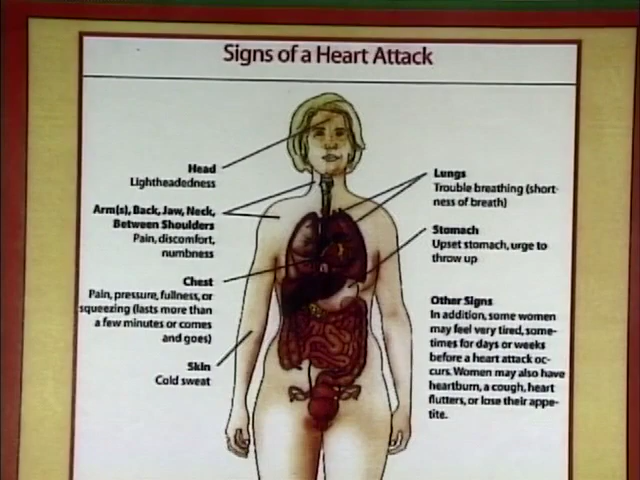 Signs of a Heart Attack
Head
Lightheadedness
Arm(s), Back, Jaw, Neck,
Between Shoulders
Pain, discomfort,
numbness
Chest
Pain, pressure, fullness, or
squeezing (lasts more than
a few minutes or comes
and goes)
Skin
Cold sweat
Lungs
Trouble breathing (short-
ness of breath)
Stomach
Upset stomach, urge to
throw up
Other Signs
In addition, some women
may feel very tired, some-
times for days or weeks
before a heart attack oc-
curs. Women may also have
heartburn, a cough, heart
flutters, or lose their appe-
tite.